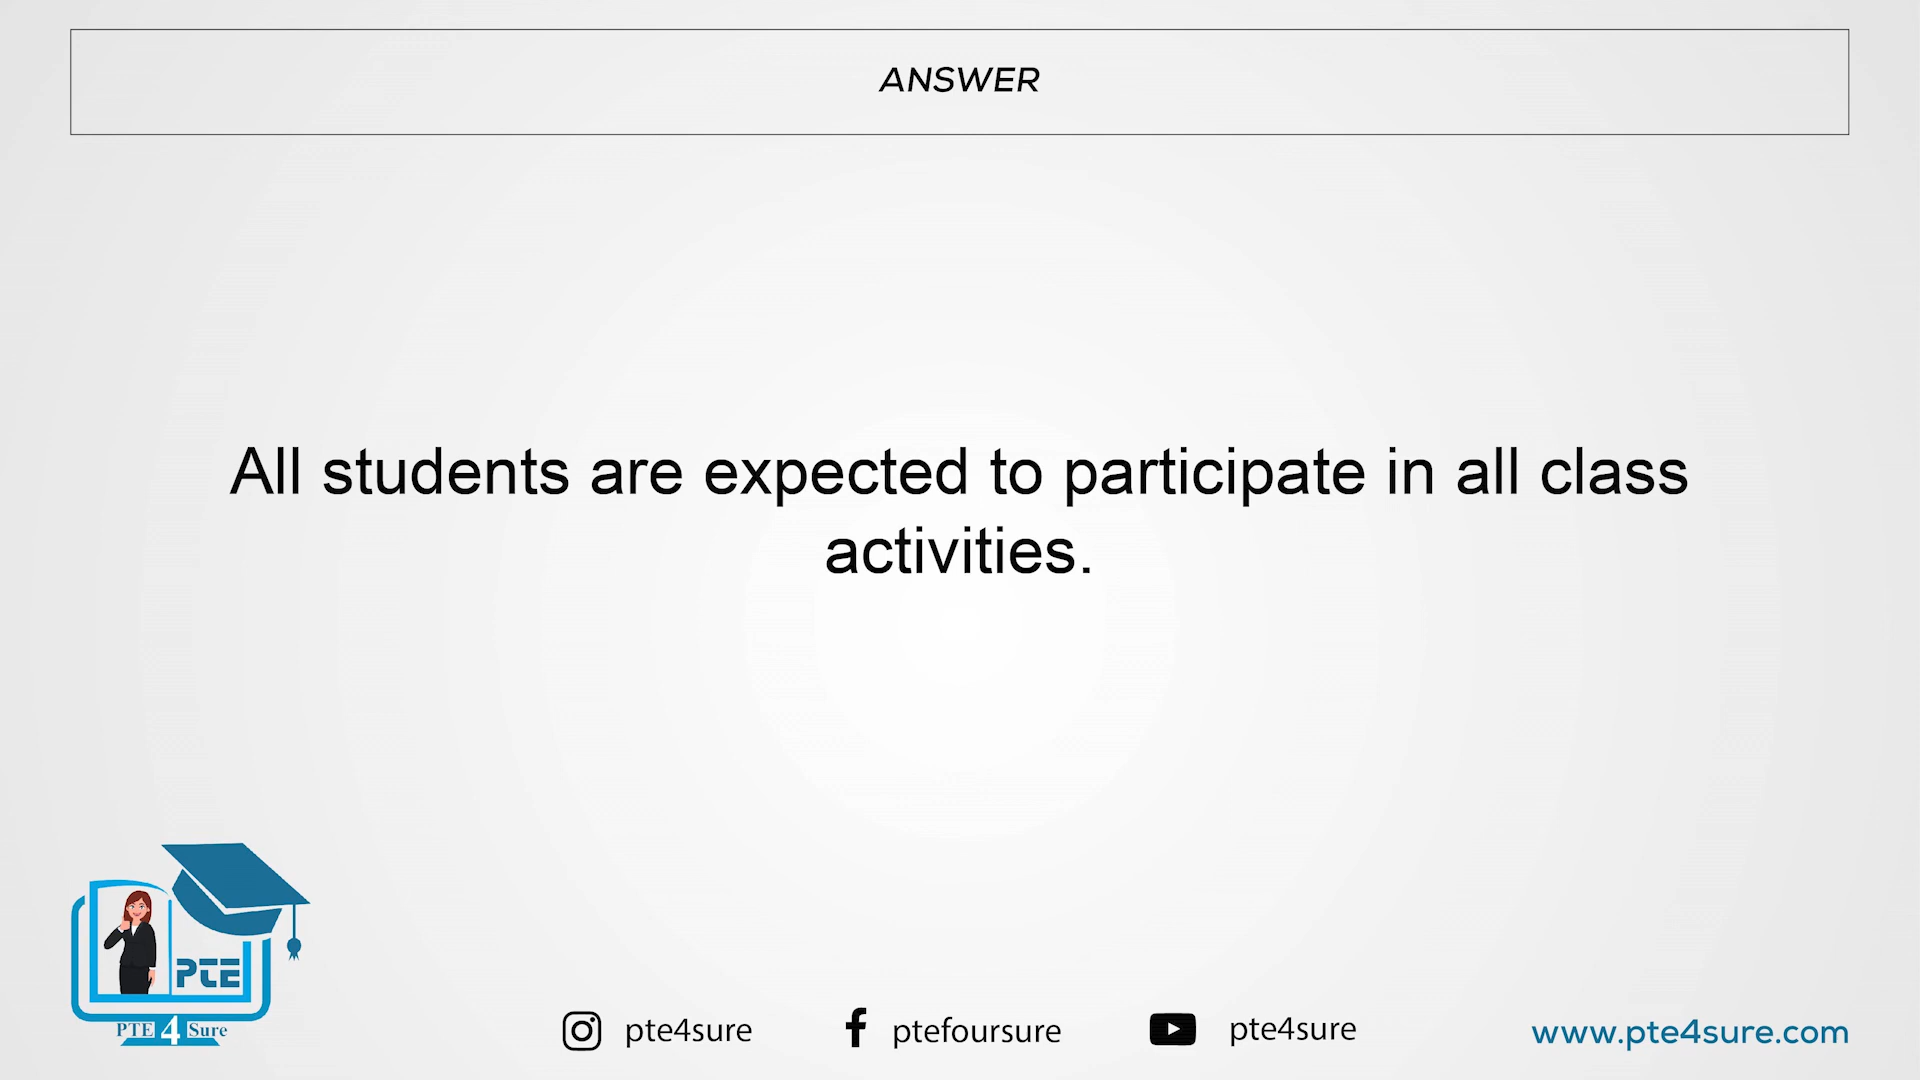 ANSWER
All students are expected to participate in all class
activities.
PTE
PTE 4 Sure
pte4sure
ptefoursure
pte4sure
www.pte4sure.com